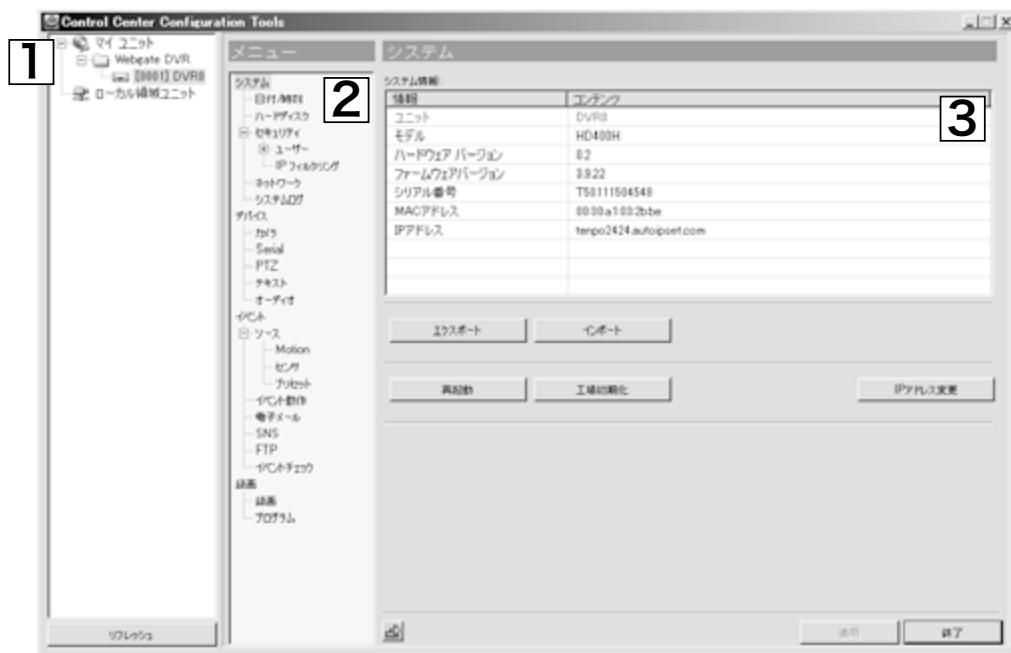 Control Center Configuration Tools
1
マイ ユニット
Webgate DVR
[0001] DVR0
ローカル領域ユニット
リフレッシュ
メニュー
2
システム
日付/時刻
ハードディスク
セキュリティ
ユーザー
IP フィルタリング
ネットワーク
システムログ
デバイス
カメラ
Serial
PTZ
テキスト
オーディオ
イベント
ソース
Motion
センサ
プリセット
イベント動作
電子メール
SNS
FTP
イベントチェック
録画
録画
プログラム
システム
システム情報:
3
情報 コンテンツ
ユニット DVR0
モデル HD400H
ハードウェア バージョン 0.2
ファームウェアバージョン 3.9.22
シリアル番号 T50111504548
MACアドレス 00:30:a1:03:2b:be
IPアドレス tenpo2424.autoipset.com
エクスポート インポート
再起動 工場初期化 IPアドレス変更
適用 終了